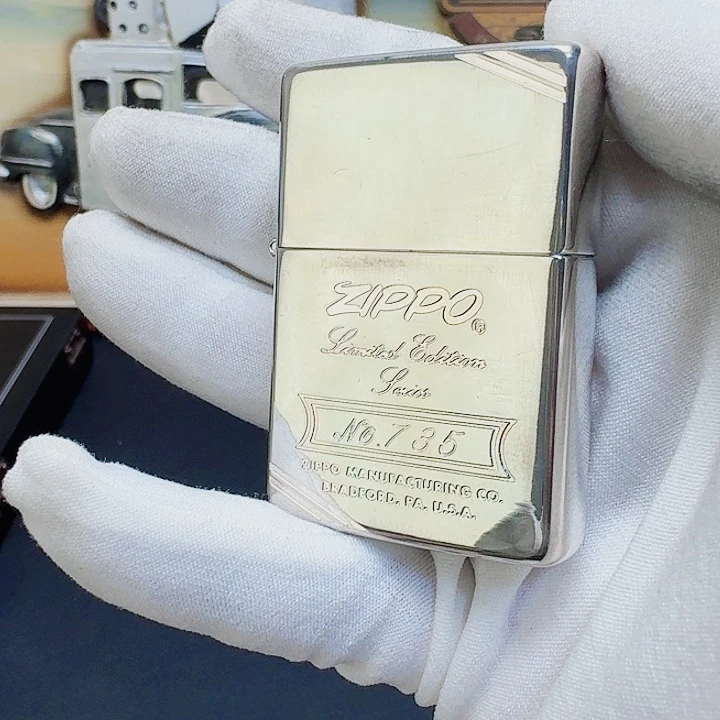 ZIPPO®
Limited Edition
Series
No. 735
ZIPPO MANUFACTURING CO.
BRADFORD, PA. U.S.A.